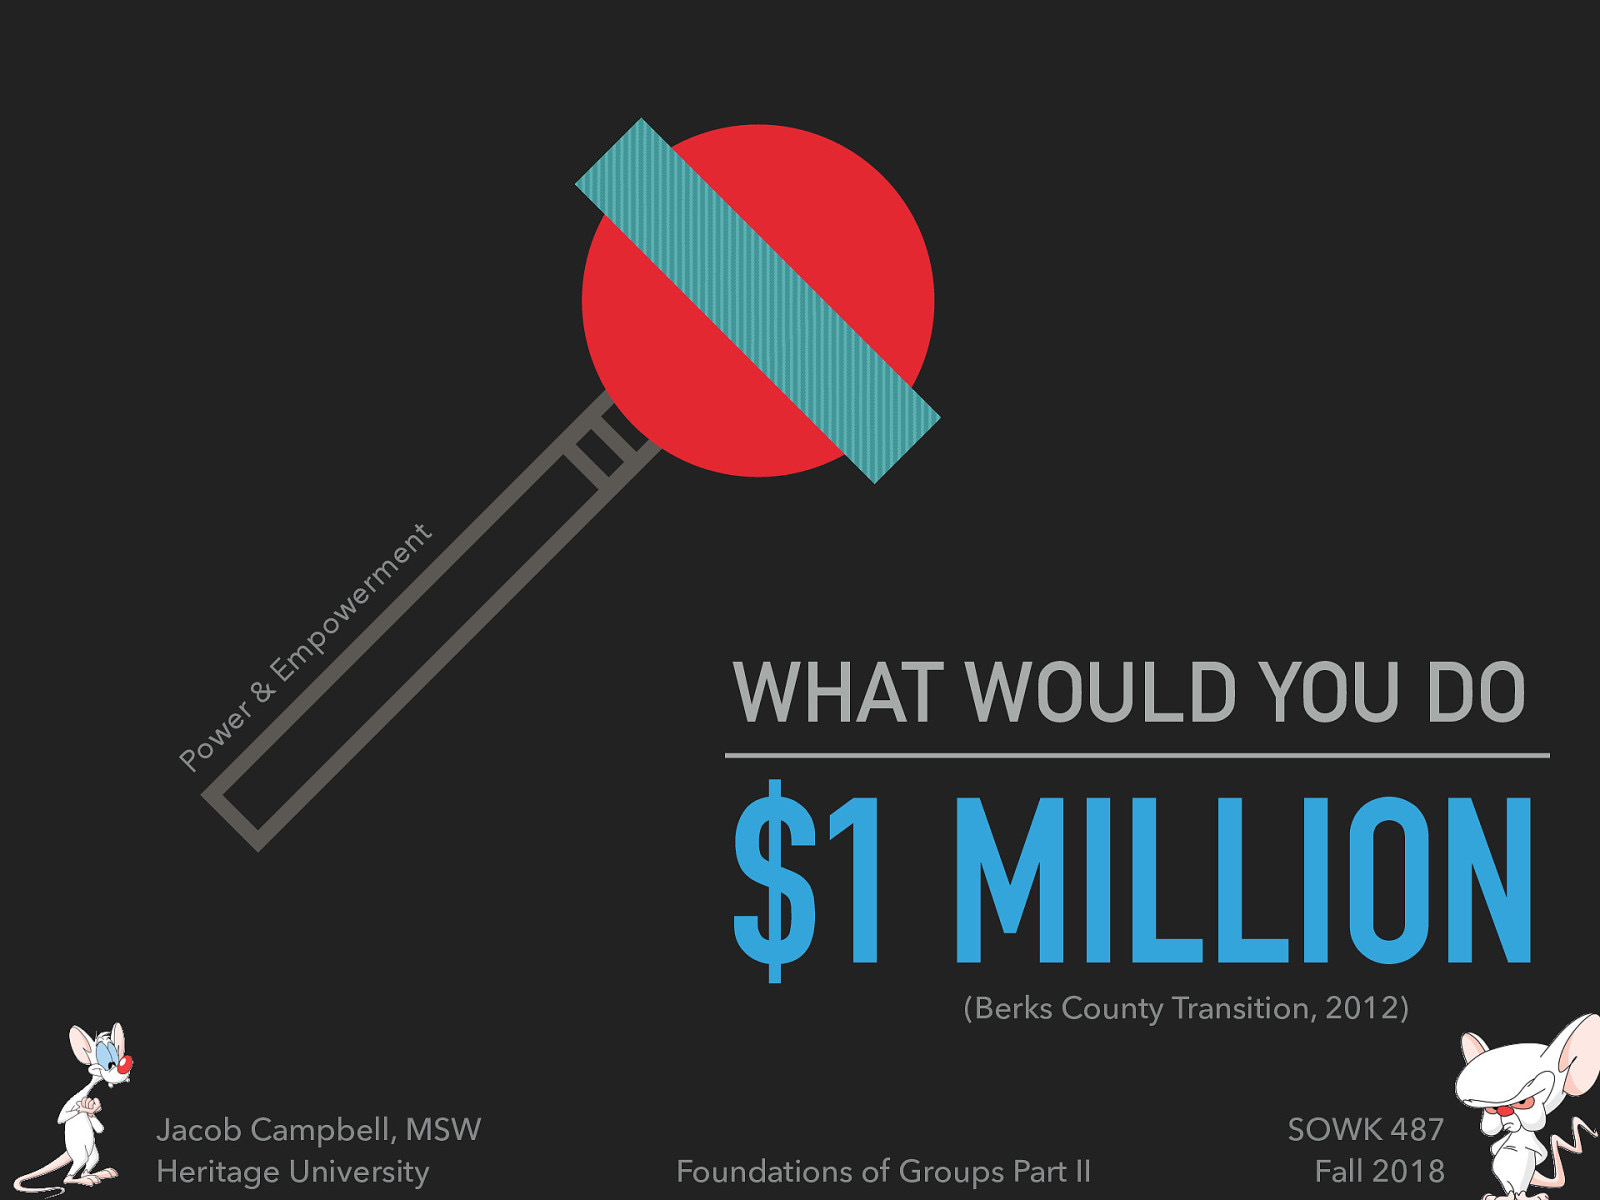 Power & Empowerment
WHAT WOULD YOU DO
$1 MILLION
(Berks County Transition, 2012)
Jacob Campbell, MSW
Heritage University
Foundations of Groups Part II
SOWK 487
Fall 2018